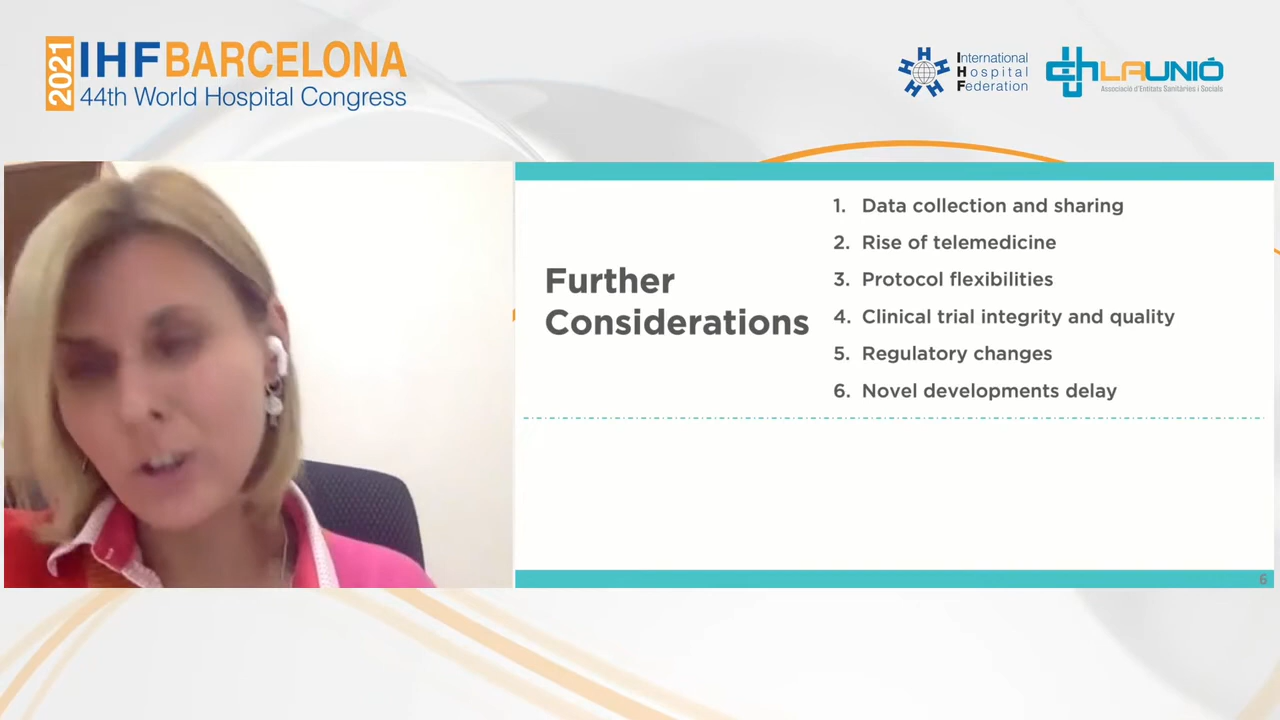 2021
IHF BARCELONA
44th World Hospital Congress
International
Hospital
Federation
LAUNIÓ
Associació d'Entitats Sanitàries i Socials
Further
Considerations
1. Data collection and sharing
2. Rise of telemedicine
3. Protocol flexibilities
4. Clinical trial integrity and quality
5. Regulatory changes
6. Novel developments delay
6